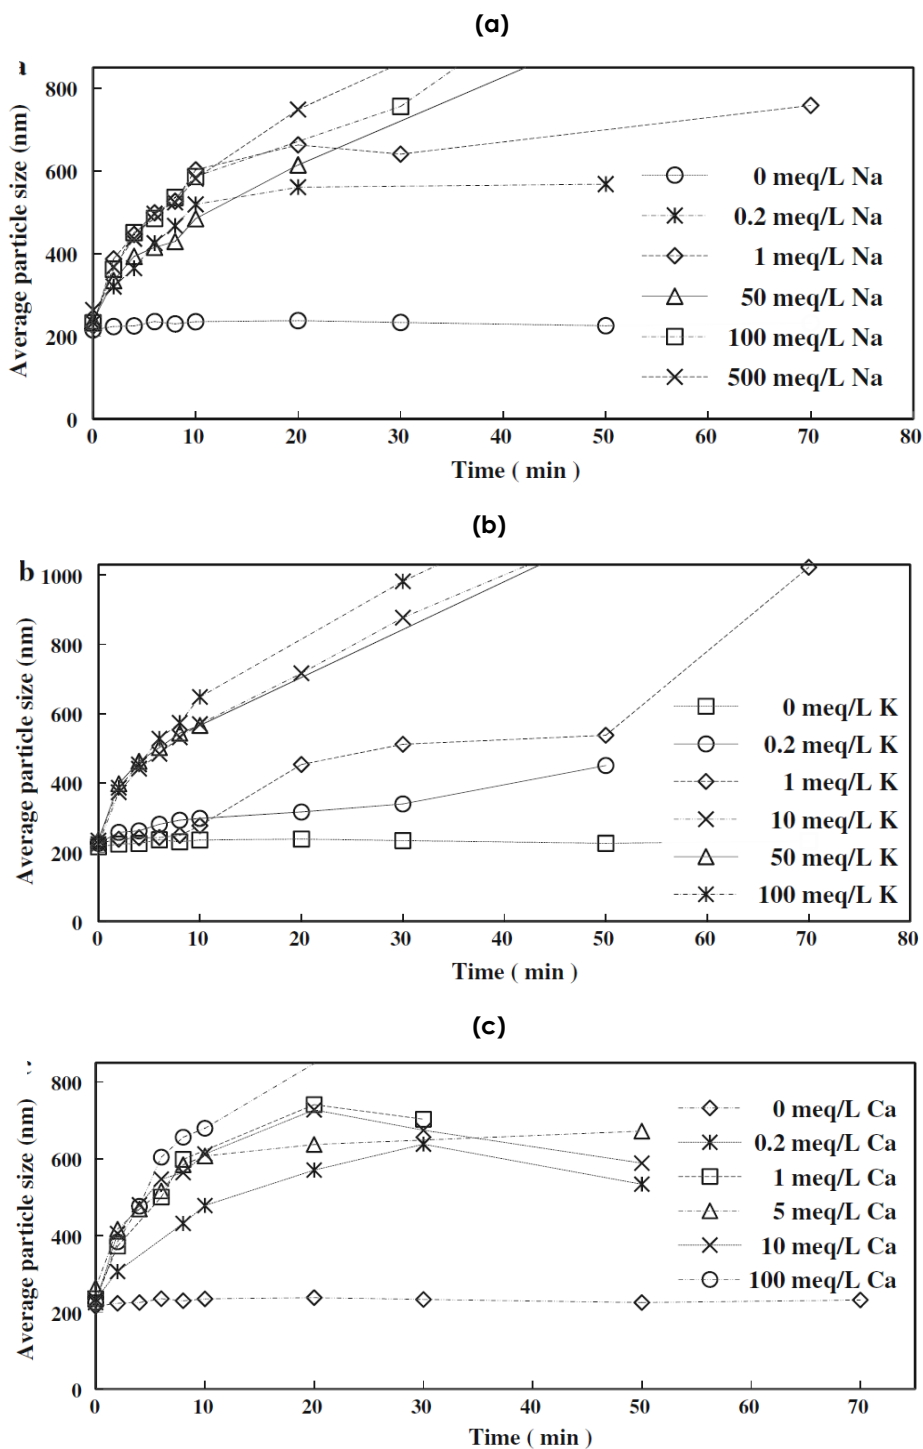 (a)
a
Average particle size (nm)
800
600
400
200
0
0 10 20 30 40 50 60 70 80
Time ( min )
0 meq/L Na
0.2 meq/L Na
1 meq/L Na
50 meq/L Na
100 meq/L Na
500 meq/L Na
(b)
b
Average particle size (nm)
1000
800
600
400
200
0
0 10 20 30 40 50 60 70 80
Time ( min )
0 meq/L K
0.2 meq/L K
1 meq/L K
10 meq/L K
50 meq/L K
100 meq/L K
(c)
Average particle size (nm)
800
600
400
200
0
0 10 20 30 40 50 60 70
Time ( min )
0 meq/L Ca
0.2 meq/L Ca
1 meq/L Ca
5 meq/L Ca
10 meq/L Ca
100 meq/L Ca